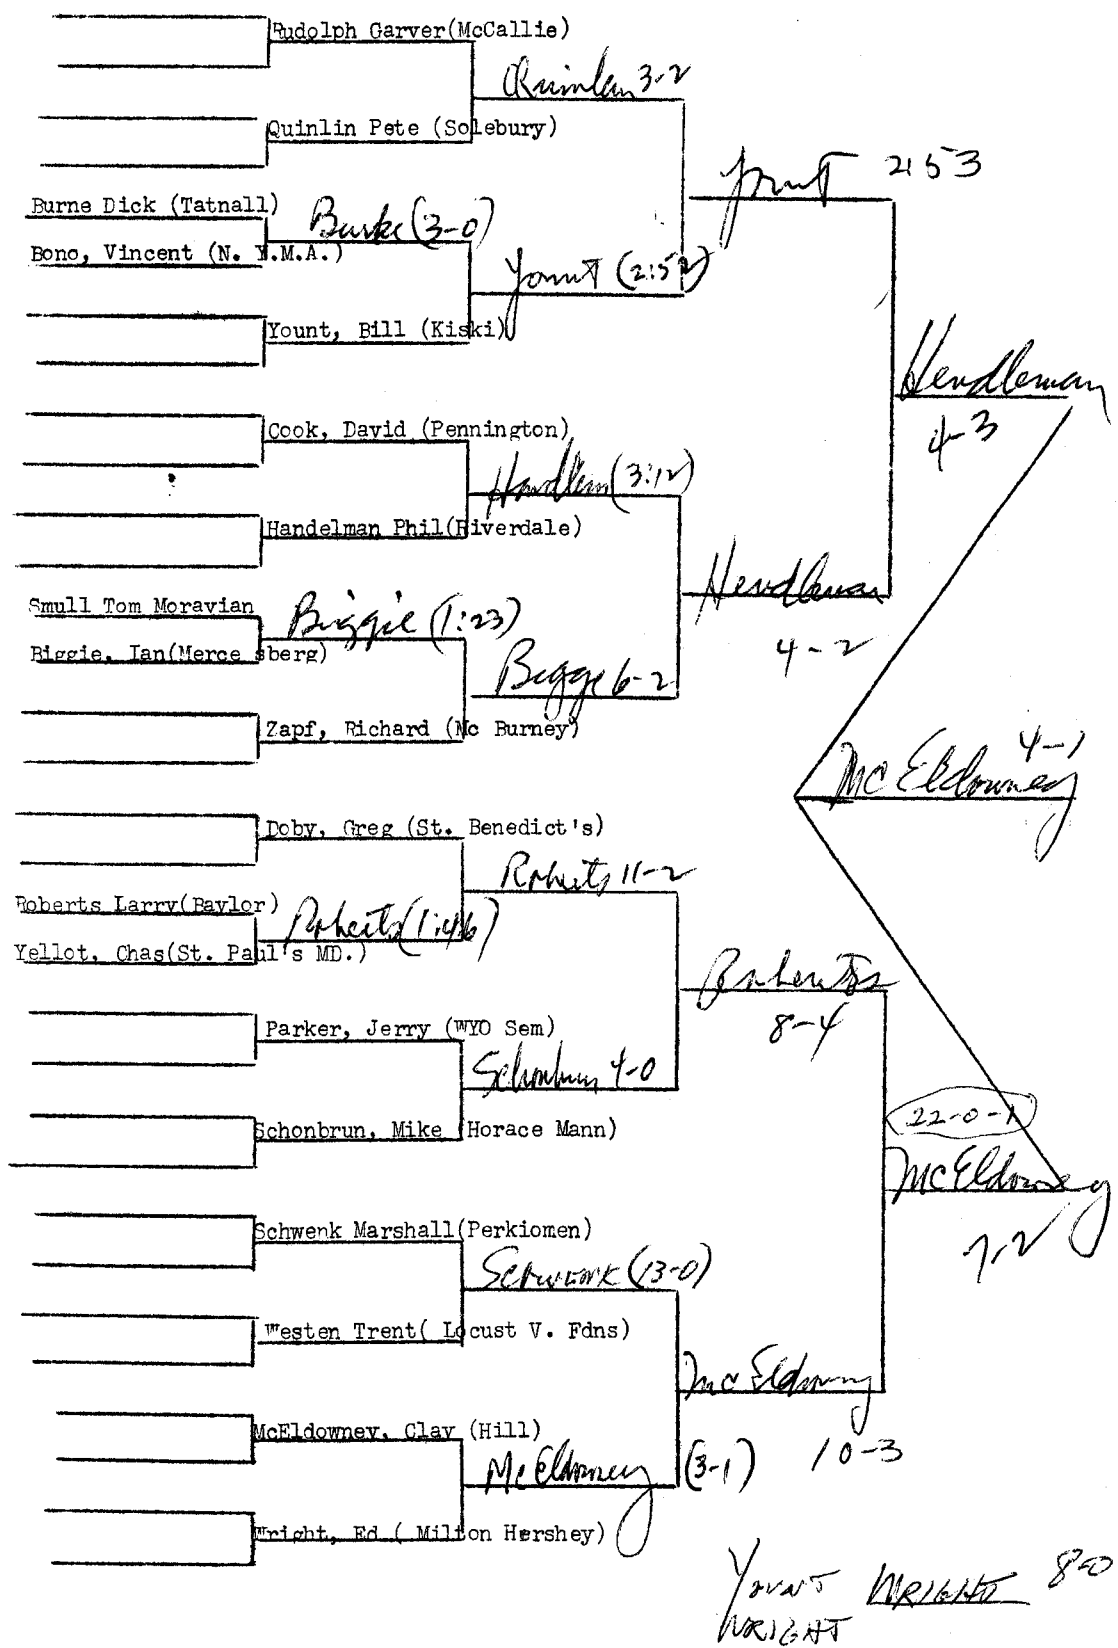 Rudolph Garver(McCallie)
Quinlan 3-2
Quinlin Pete (Solebury)
Yount 2:53
Burne Dick (Tatnall)
Burke (3-0)
Bono, Vincent (N. Y.M.A.)
Yount (2:52)
Yount, Bill (Kiski)
Hendleman
4-3
Cook, David (Pennington)
Handlem (3:12)
Handelman Phil(Riverdale)
Hendleman
4-2
Smull Tom Moravian
Biggie (1:23)
Biggie, Ian(Merce sberg)
Bigge 6-2
Zapf, Richard (Mc Burney)
McEldowney 4-1
Doby, Greg (St. Benedict's)
Roberts 11-2
Roberts Larry(Baylor)
Roberts (1:46)
Yellot, Chas(St. Paul's MD.)
Roberts
8-4
Parker, Jerry (WYO Sem)
Schonbrun 4-0
Schonbrun, Mike (Horace Mann)
22-0-1
McEldowney
7-2
Schwenk Marshall(Perkiomen)
Schwenk (13-0)
Westen Trent( Locust V. Fdns)
McEldowney
10-3
McEldowney, Clay (Hill)
McEldowney (3-1)
Wright, Ed ( Milton Hershey)
Yount
WRIGHT 8-0
WRIGHT